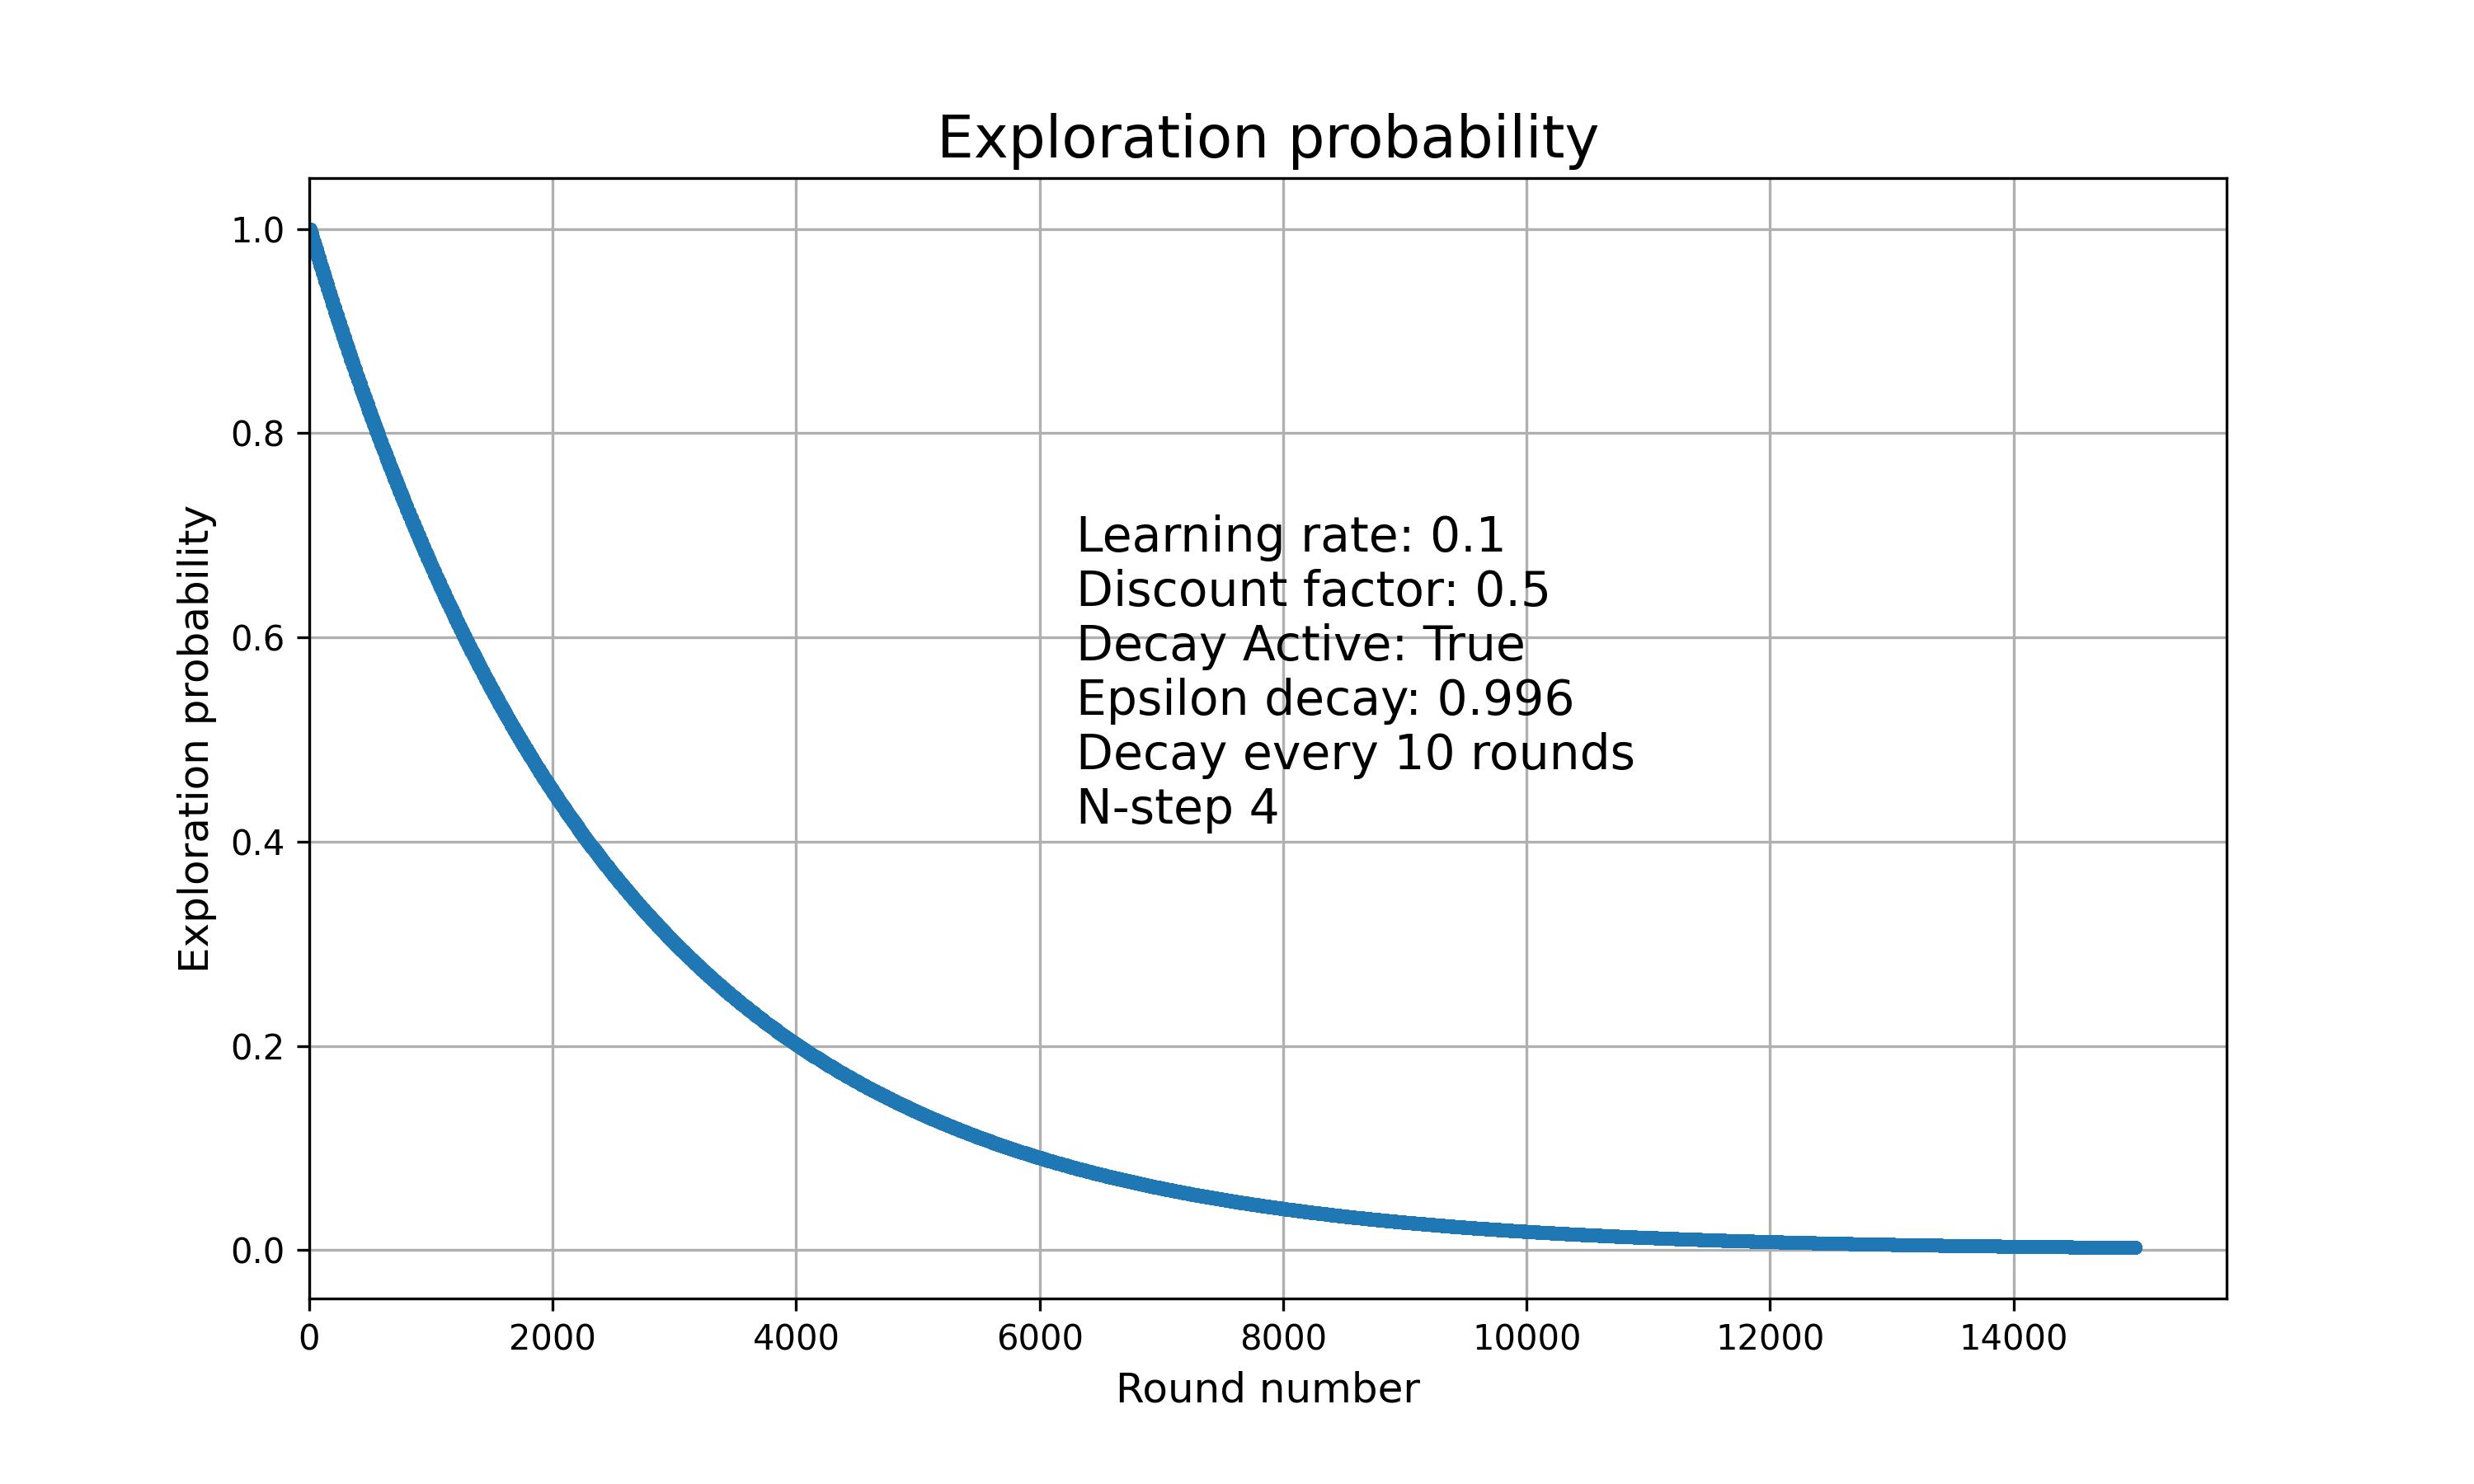 Exploration probability
Exploration probability
1.0
0.8
0.6
0.4
0.2
0.0
Learning rate: 0.1
Discount factor: 0.5
Decay Active: True
Epsilon decay: 0.996
Decay every 10 rounds
N-step 4
0 2000 4000 6000 8000 10000 12000 14000
Round number